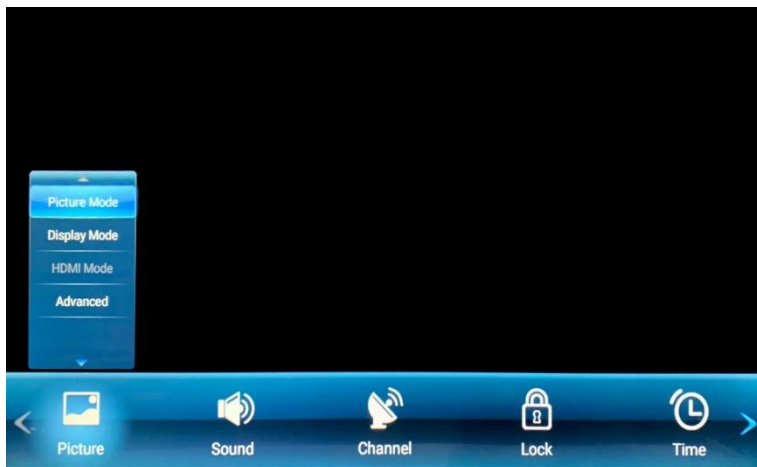 Picture Mode
Display Mode
HDMI Mode
Advanced
Picture
Sound
Channel
Lock
Time